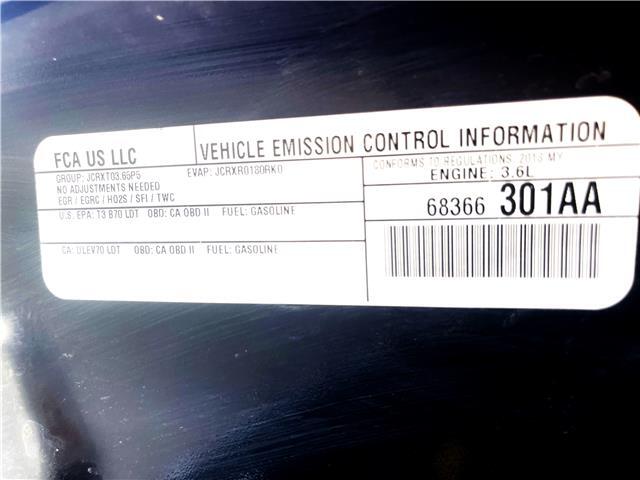 FCA US LLC
VEHICLE EMISSION CONTROL INFORMATION
GROUP: JCRXT03.65P5 EVAP: JCRXR0180RK0
NO ADJUSTMENTS NEEDED
EGR / EGRC / HO2S / SFI / TWC
CONFORMS TO REGULATIONS: 2018 MY
ENGINE: 3.6L
U.S. EPA: T3 B70 LDT OBD: CA OBD II FUEL: GASOLINE
68366 301AA
CA: ULEV70 LDT OBD: CA OBD II FUEL: GASOLINE